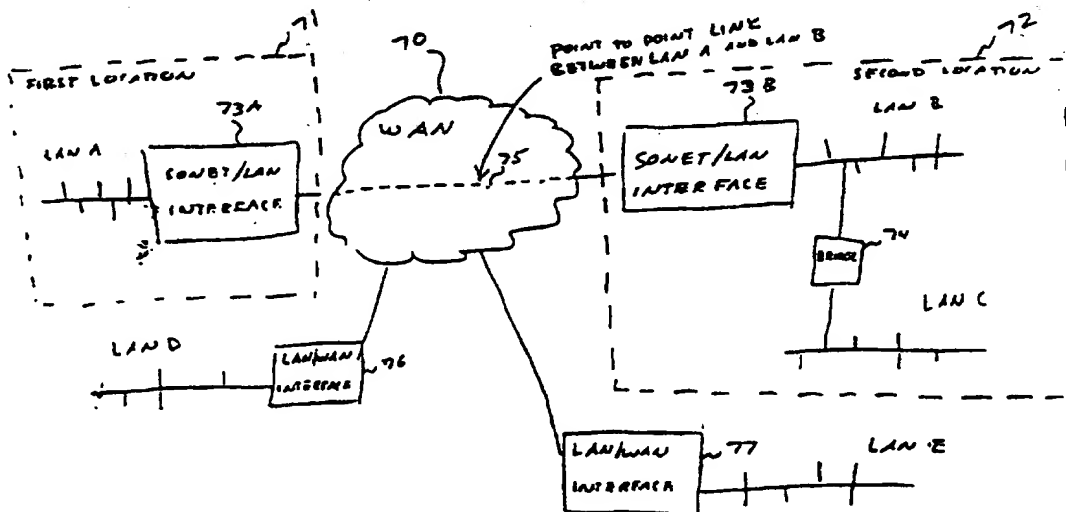 71
FIRST LOCATION
73A
LAN A
SONET/LAN
INTERFACE
70
WAN
POINT TO POINT LINK
BETWEEN LAN A AND LAN B
75
72
SECOND LOCATION
73B
LAN B
SONET/LAN
INTERFACE
BRIDGE
74
LAN C
LAN D
LAN/WAN
INTERFACE
76
LAN/WAN
INTERFACE
77
LAN E